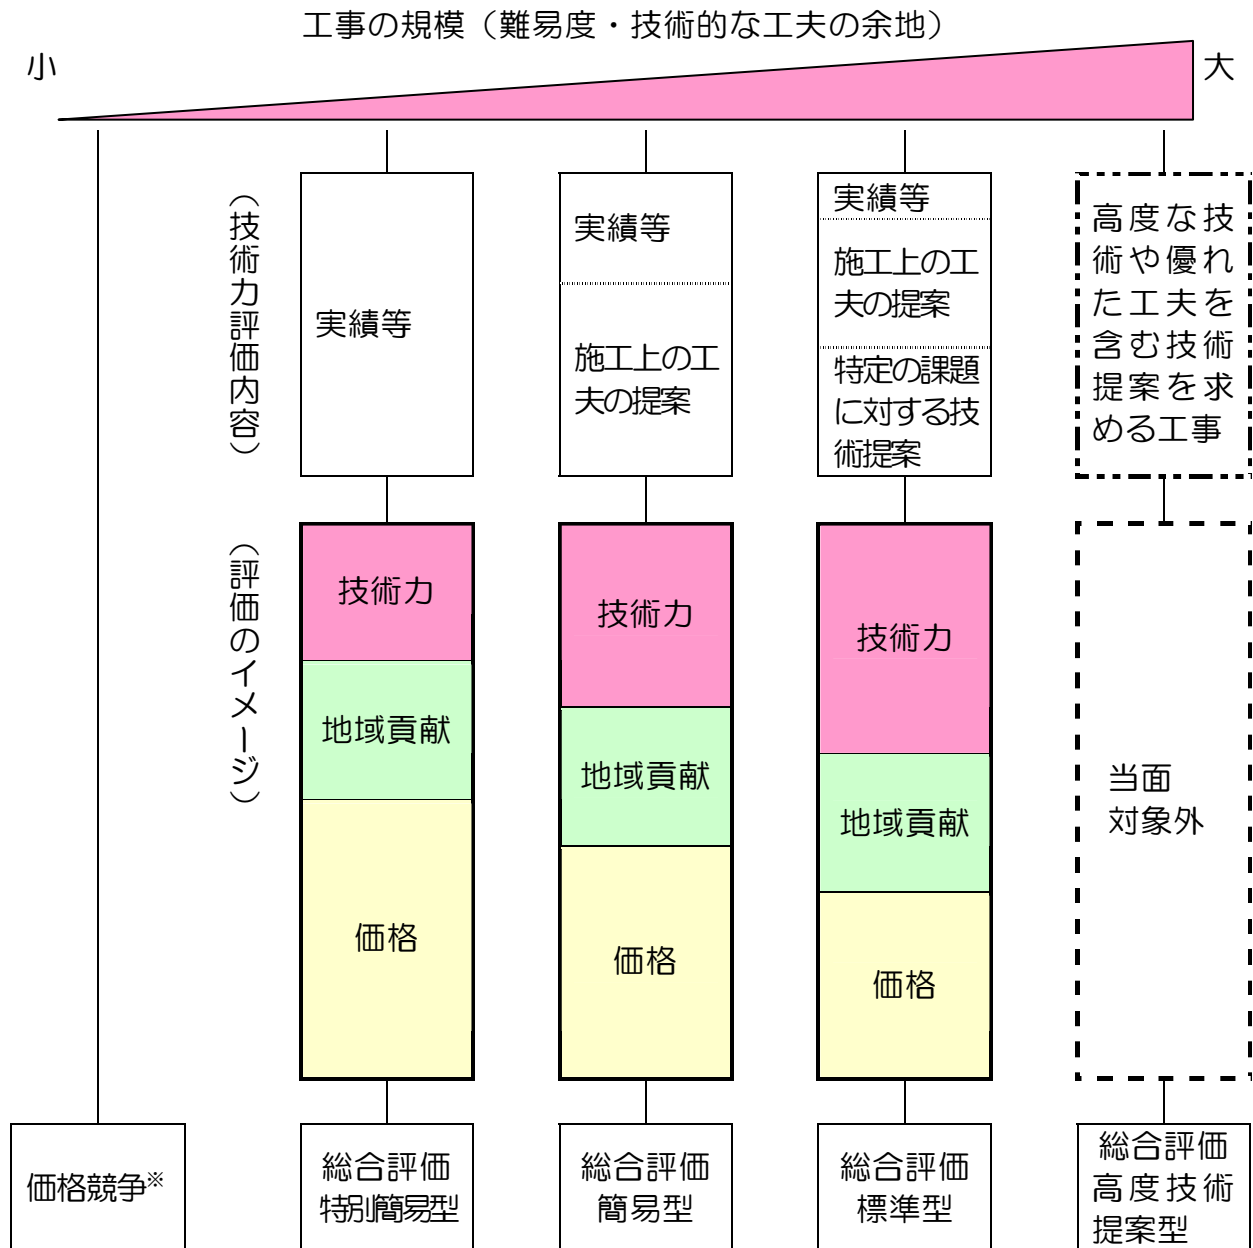 工事の規模（難易度・技術的な工夫の余地）
小
大
（技術力評価内容）
実績等
実績等
施工上の工
夫の提案
実績等
施工上の工
夫の提案
特定の課題
に対する技
術提案
高度な技
術や優れ
た工夫を
含む技術
提案を求
める工事
（評価のイメージ）
技術力
地域貢献
価格
技術力
地域貢献
価格
技術力
地域貢献
価格
当面
対象外
価格競争※
総合評価
特別簡易型
総合評価
簡易型
総合評価
標準型
総合評価
高度技術
提案型